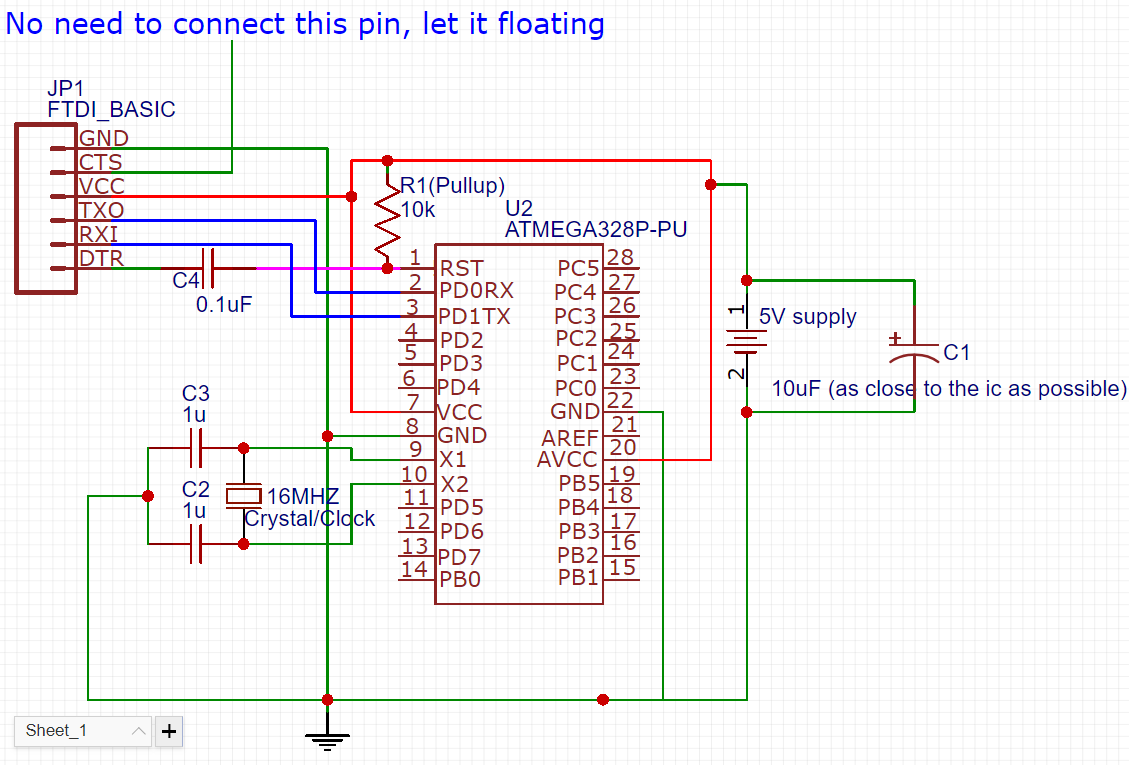 No need to connect this pin, let it floating
JP1
FTDI_BASIC
GND
CTS
VCC
TXO
RXI
DTR
C4
0.1uF
R1(Pullup)
10k
U2
ATMEGA328P-PU
1 RST PC5 28
2 PD0RX PC4 27
3 PD1TX PC3 26
4 PD2 PC2 25
5 PD3 PC1 24
6 PD4 PC0 23
7 VCC GND 22
8 GND AREF 21
9 X1 AVCC 20
10 X2 PB5 19
11 PD5 PB4 18
12 PD6 PB3 17
13 PD7 PB2 16
14 PB0 PB1 15
1
5V supply
2
+
C1
10uF (as close to the ic as possible)
C3
1u
C2
1u
16MHZ
Crystal/Clock
Sheet_1
+